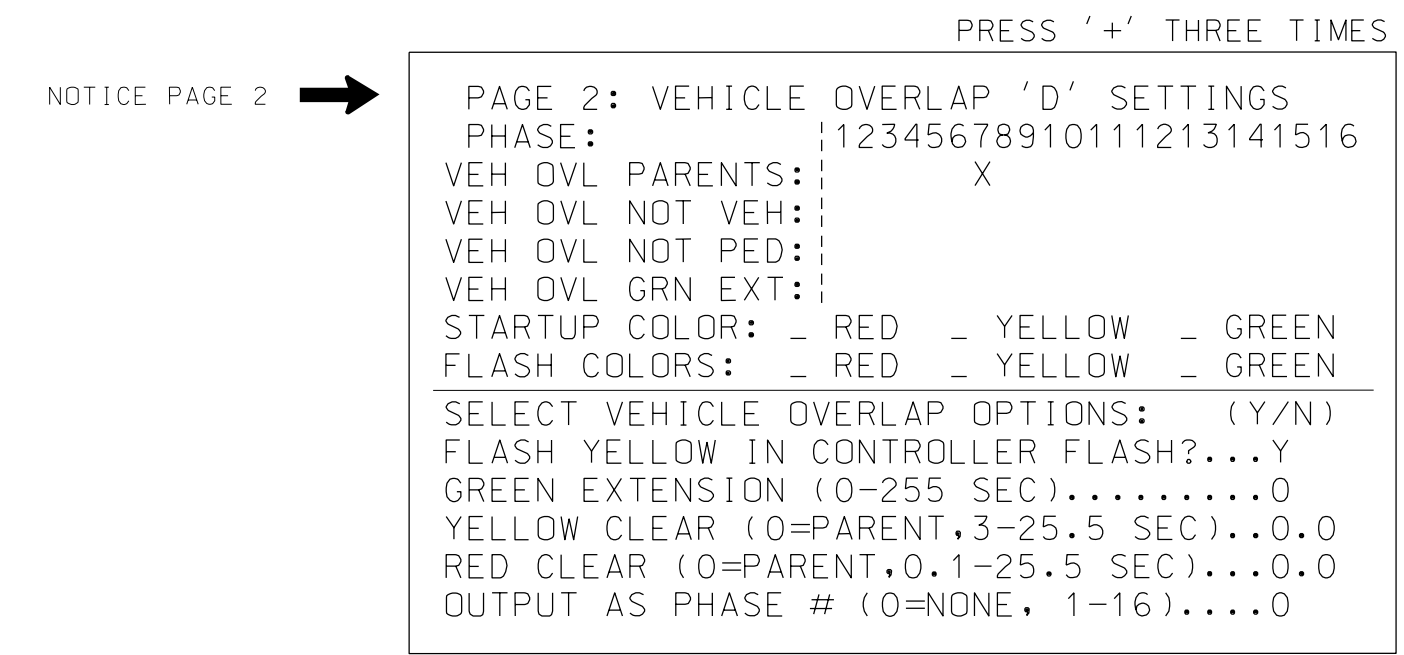 PRESS '+' THREE TIMES
NOTICE PAGE 2
PAGE 2: VEHICLE OVERLAP 'D' SETTINGS
PHASE: 12345678910111213141516
VEH OVL PARENTS: X
VEH OVL NOT VEH:
VEH OVL NOT PED:
VEH OVL GRN EXT:
STARTUP COLOR: _ RED _ YELLOW _ GREEN
FLASH COLORS: _ RED _ YELLOW _ GREEN
SELECT VEHICLE OVERLAP OPTIONS: (Y/N)
FLASH YELLOW IN CONTROLLER FLASH?...Y
GREEN EXTENSION (0-255 SEC).........0
YELLOW CLEAR (0=PARENT,3-25.5 SEC)..0.0
RED CLEAR (0=PARENT,0.1-25.5 SEC)...0.0
OUTPUT AS PHASE # (0=NONE, 1-16)....0